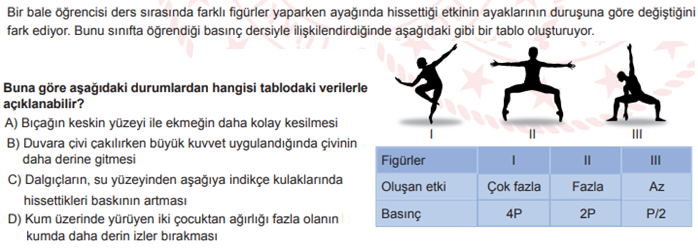 Bir bale öğrencisi ders sırasında farklı figürler yaparken ayağında hissettiği etkinin ayaklarının duruşuna göre değiştiğini
fark ediyor. Bunu sınıfta öğrendiği basınç dersiyle ilişkilendirdiğinde aşağıdaki gibi bir tablo oluşturuyor.
Buna göre aşağıdaki durumlardan hangisi tablodaki verilerle
açıklanabilir?
A) Bıçağın keskin yüzeyi ile ekmeğin daha kolay kesilmesi
B) Duvara çivi çakılırken büyük kuvvet uygulandığında çivinin
daha derine gitmesi
C) Dalgıçların, su yüzeyinden aşağıya indikçe kulaklarında
hissettikleri baskının artması
D) Kum üzerinde yürüyen iki çocuktan ağırlığı fazla olanın
kumda daha derin izler bırakması
I II III
Figürler I II III
Oluşan etki Çok fazla Fazla Az
Basınç 4P 2P P/2